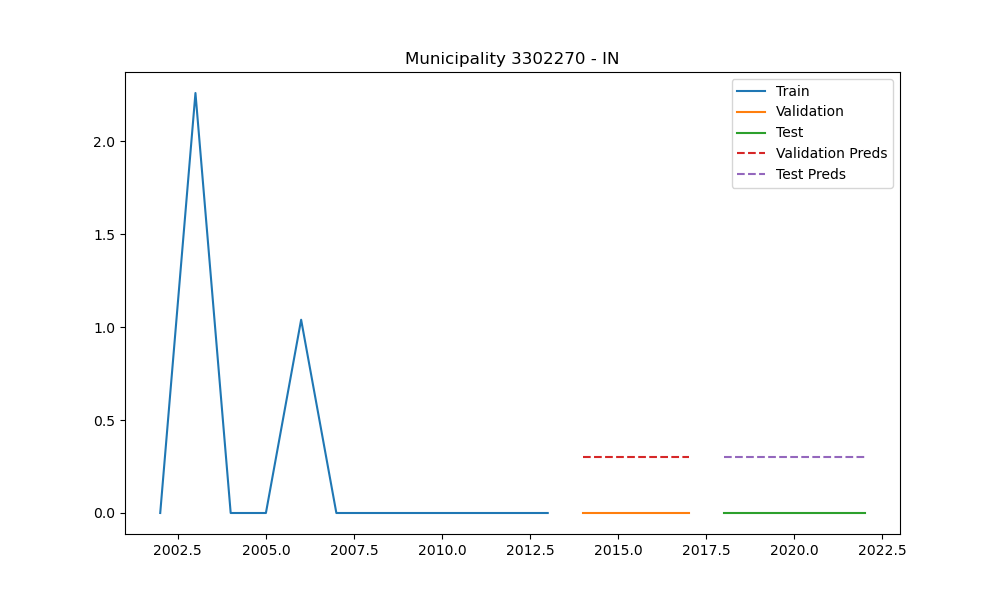 Municipality 3302270 - IN
Train
Validation
Test
Validation Preds
Test Preds
2.0
1.5
1.0
0.5
0.0
2002.5 2005.0 2007.5 2010.0 2012.5 2015.0 2017.5 2020.0 2022.5